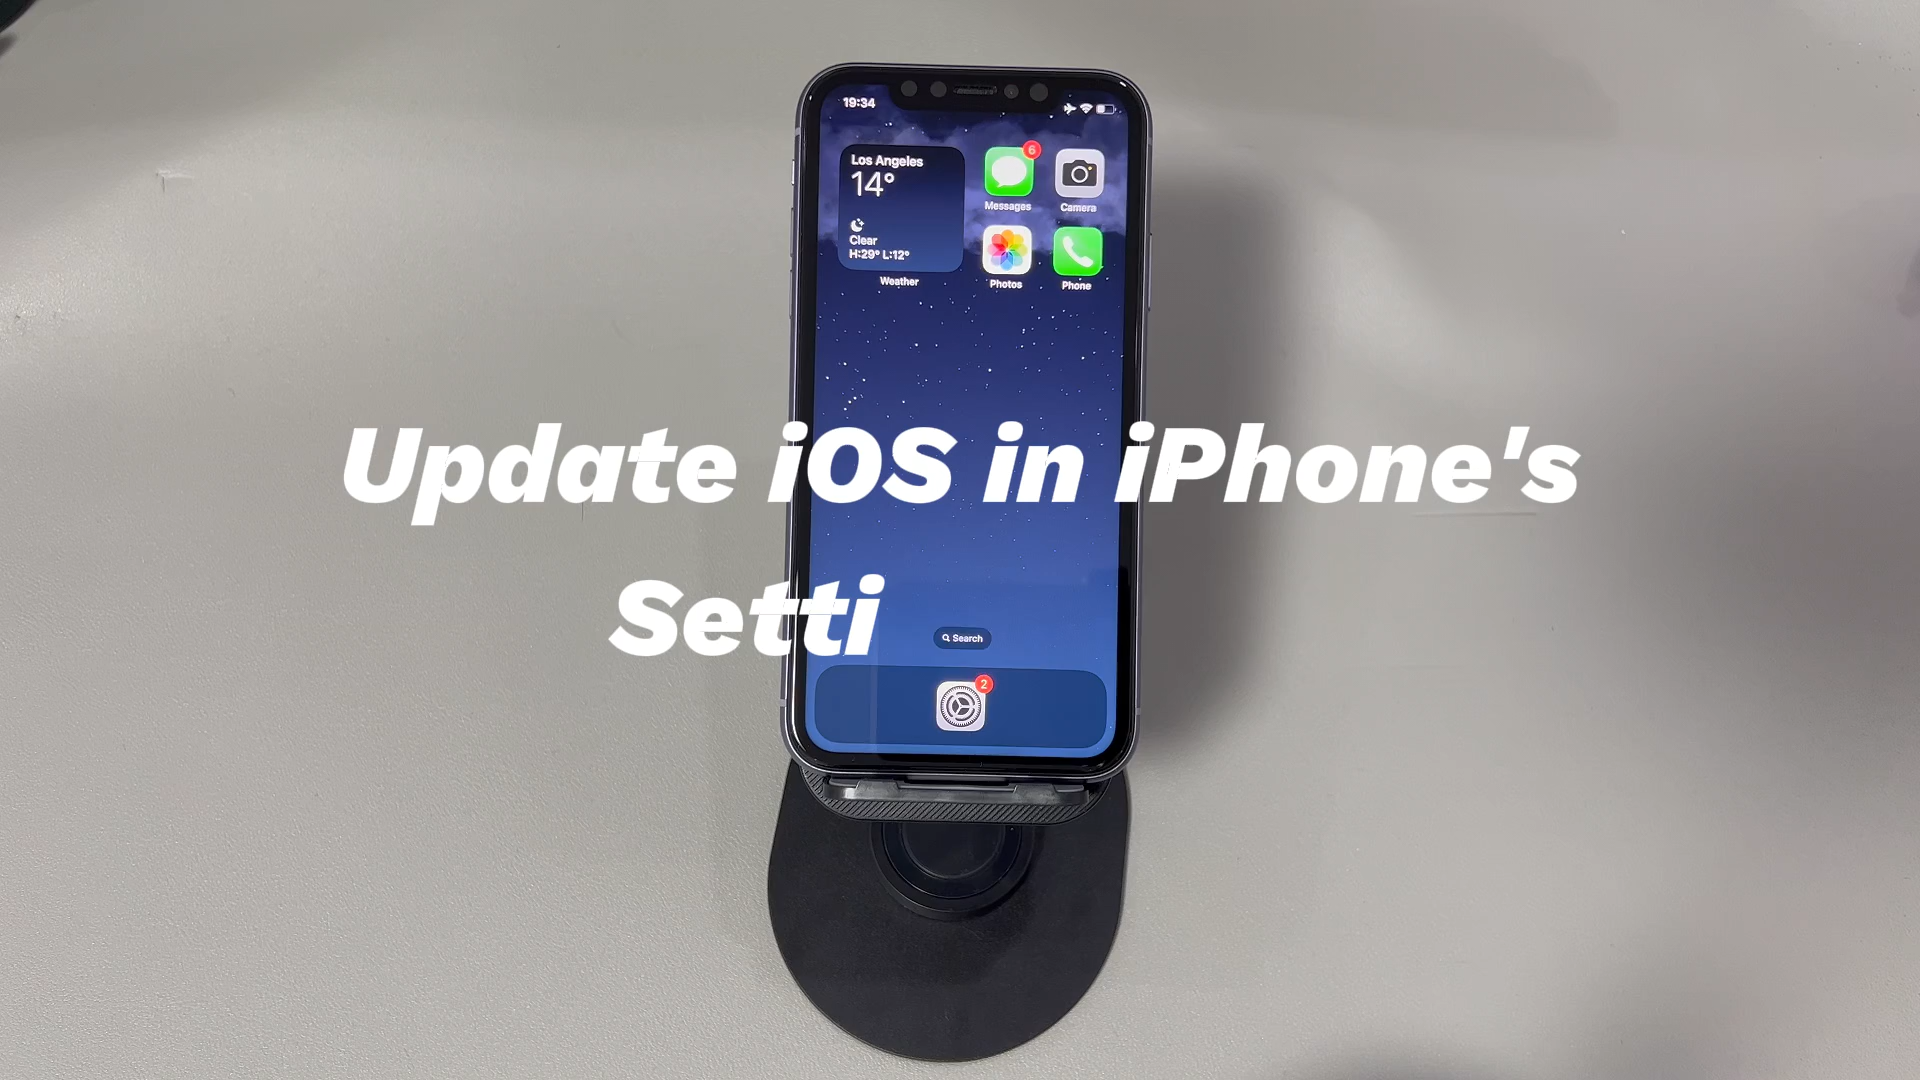 19:34
Los Angeles
14°
Clear
H:29° L:12°
Weather
6
Messages
Camera
Photos
Phone
Update iOS in iPhone's
Setti
Search
2